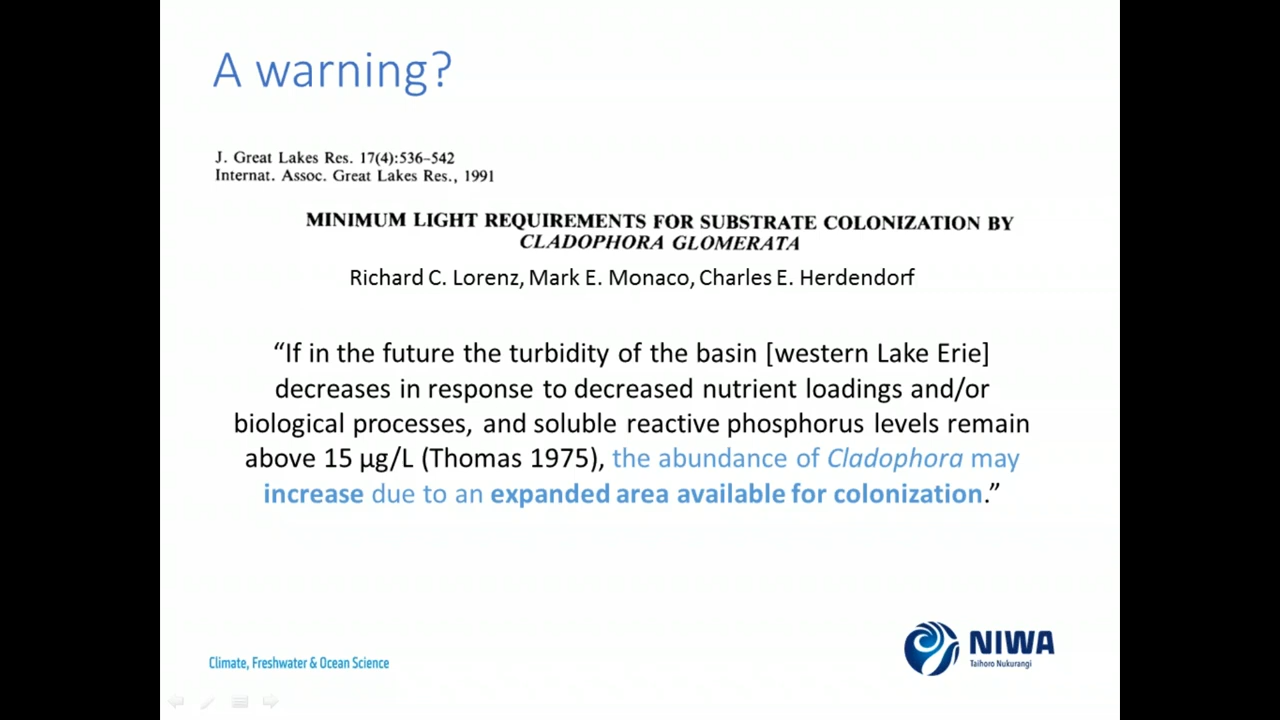 A warning?
J. Great Lakes Res. 17(4):536–542
Internat. Assoc. Great Lakes Res., 1991
MINIMUM LIGHT REQUIREMENTS FOR SUBSTRATE COLONIZATION BY
CLADOPHORA GLOMERATA
Richard C. Lorenz, Mark E. Monaco, Charles E. Herdendorf
“If in the future the turbidity of the basin [western Lake Erie]
decreases in response to decreased nutrient loadings and/or
biological processes, and soluble reactive phosphorus levels remain
above 15 µg/L (Thomas 1975), the abundance of Cladophora may
increase due to an expanded area available for colonization.”
Climate, Freshwater & Ocean Science
NIWA
Taihoro Nukurangi